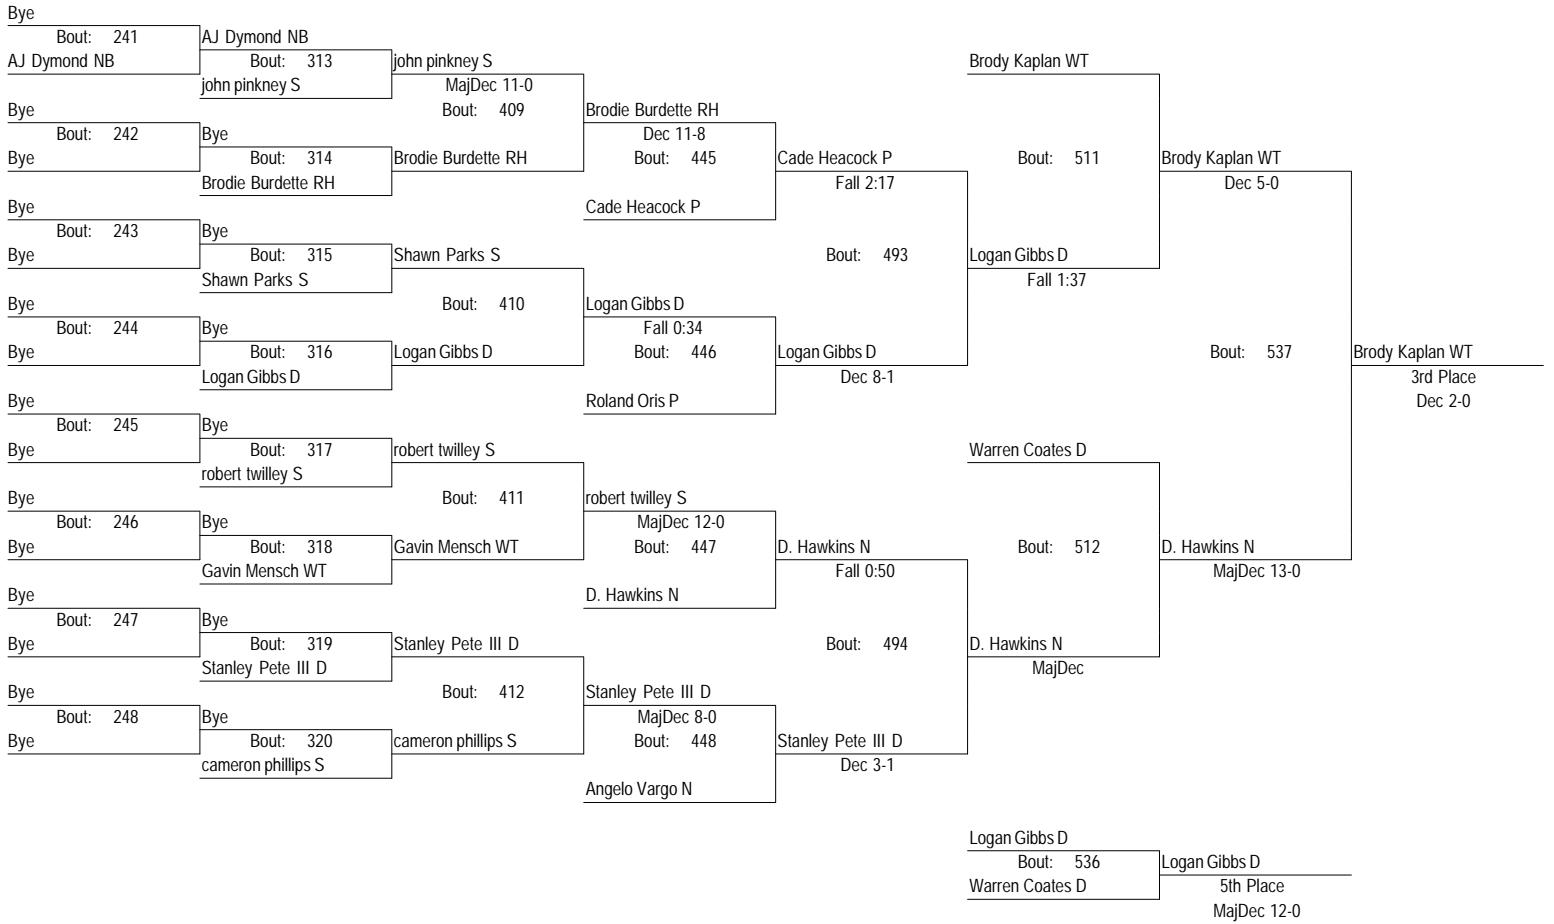 Bye
Bout: 241
AJ Dymond NB
AJ Dymond NB
Bout: 313
john pinkney S
john pinkney S
MajDec 11-0
Bout: 409
Bye
Bout: 242
Bye
Bye
Bout: 314
Brodie Burdette RH
Brodie Burdette RH
Brodie Burdette RH
Dec 11-8
Bout: 445
Cade Heacock P
Cade Heacock P
Fall 2:17
Bye
Bout: 243
Bye
Bye
Bout: 315
Shawn Parks S
Shawn Parks S
Bout: 410
Bye
Bout: 244
Bye
Bye
Bout: 316
Logan Gibbs D
Logan Gibbs D
Logan Gibbs D
Fall 0:34
Bout: 446
Roland Oris P
Logan Gibbs D
Dec 8-1
Bout: 493
Brody Kaplan WT
Bout: 511
Logan Gibbs D
Fall 1:37
Brody Kaplan WT
Dec 5-0
Bye
Bout: 245
Bye
Bye
Bout: 317
robert twilley S
robert twilley S
Bout: 411
Bye
Bout: 246
Bye
Bye
Bout: 318
Gavin Mensch WT
Gavin Mensch WT
robert twilley S
MajDec 12-0
Bout: 447
D. Hawkins N
D. Hawkins N
Fall 0:50
Bye
Bout: 247
Bye
Bye
Bout: 319
Stanley Pete III D
Stanley Pete III D
Bout: 412
Bye
Bout: 248
Bye
Bye
Bout: 320
cameron phillips S
cameron phillips S
Stanley Pete III D
MajDec 8-0
Bout: 448
Angelo Vargo N
Stanley Pete III D
Dec 3-1
Bout: 494
Warren Coates D
Bout: 512
D. Hawkins N
MajDec
D. Hawkins N
MajDec 13-0
Bout: 537
Brody Kaplan WT
3rd Place
Dec 2-0
Logan Gibbs D
Bout: 536
Warren Coates D
Logan Gibbs D
5th Place
MajDec 12-0